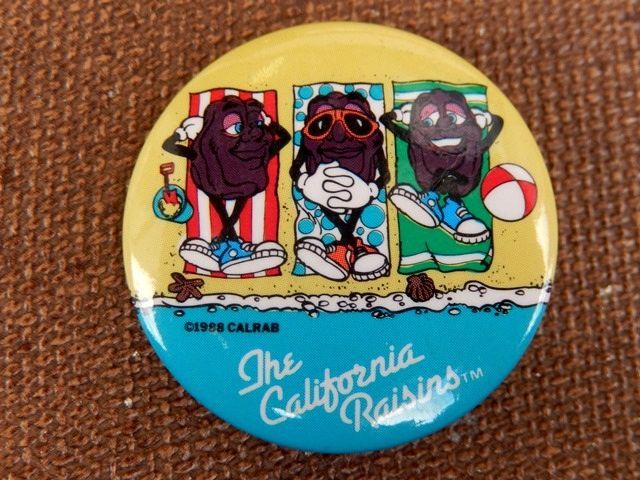 ©1988 CALRAB
The
California
Raisins™